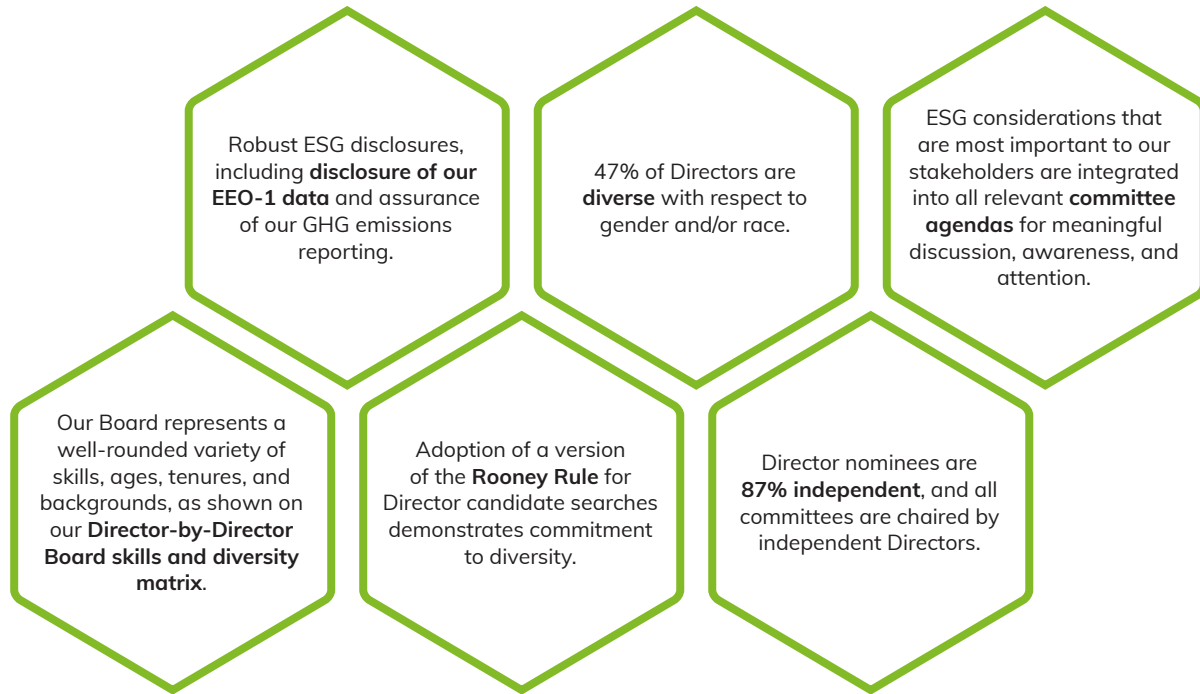 Robust ESG disclosures,
including disclosure of our
EEO-1 data and assurance
of our GHG emissions
reporting.
47% of Directors are
diverse with respect to
gender and/or race.
ESG considerations that
are most important to our
stakeholders are integrated
into all relevant committee
agendas for meaningful
discussion, awareness, and
attention.
Our Board represents a
well-rounded variety of
skills, ages, tenures, and
backgrounds, as shown on
our Director-by-Director
Board skills and diversity
matrix.
Adoption of a version
of the Rooney Rule for
Director candidate searches
demonstrates commitment
to diversity.
Director nominees are
87% independent, and all
committees are chaired by
independent Directors.